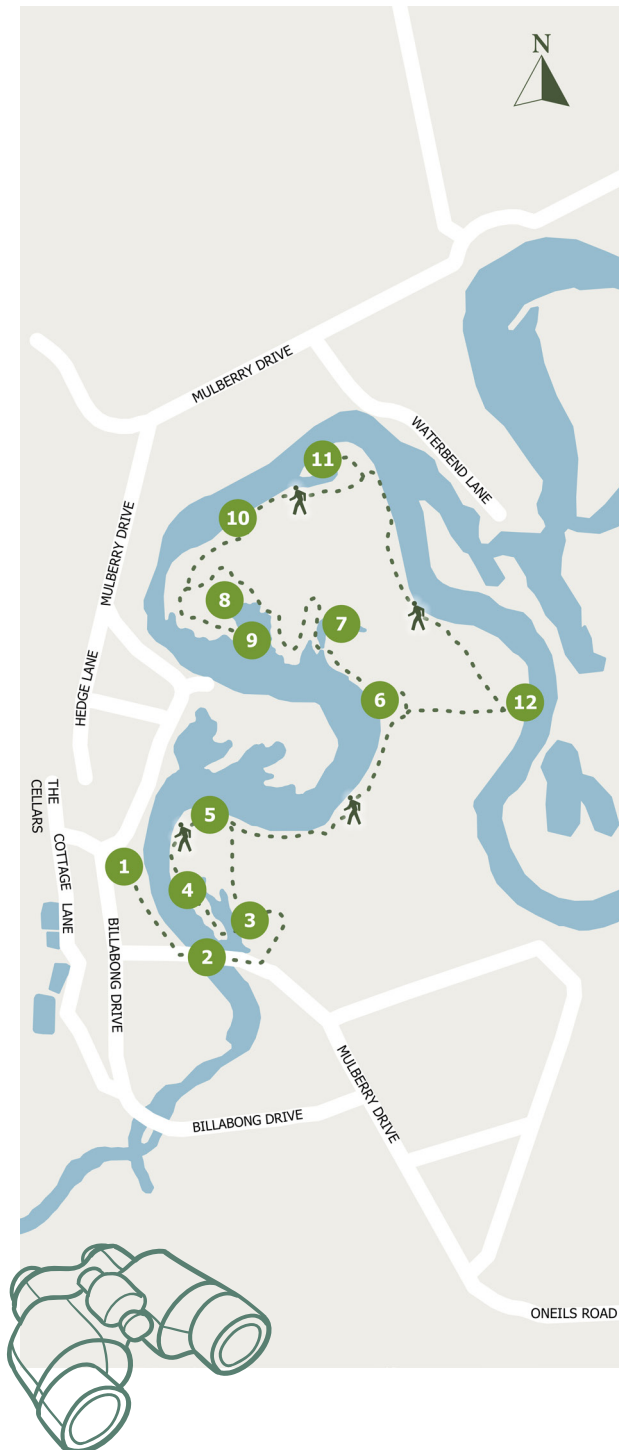 N
MULBERRY DRIVE
WATERBEND LANE
11
10
MULBERRY DRIVE
8
7
9
HEDGE LANE
6
12
THE
CELLARS
5
COTTAGE LANE
1
4
3
BILLABONG DRIVE
2
MULBERRY DRIVE
BILLABONG DRIVE
ONEILS ROAD